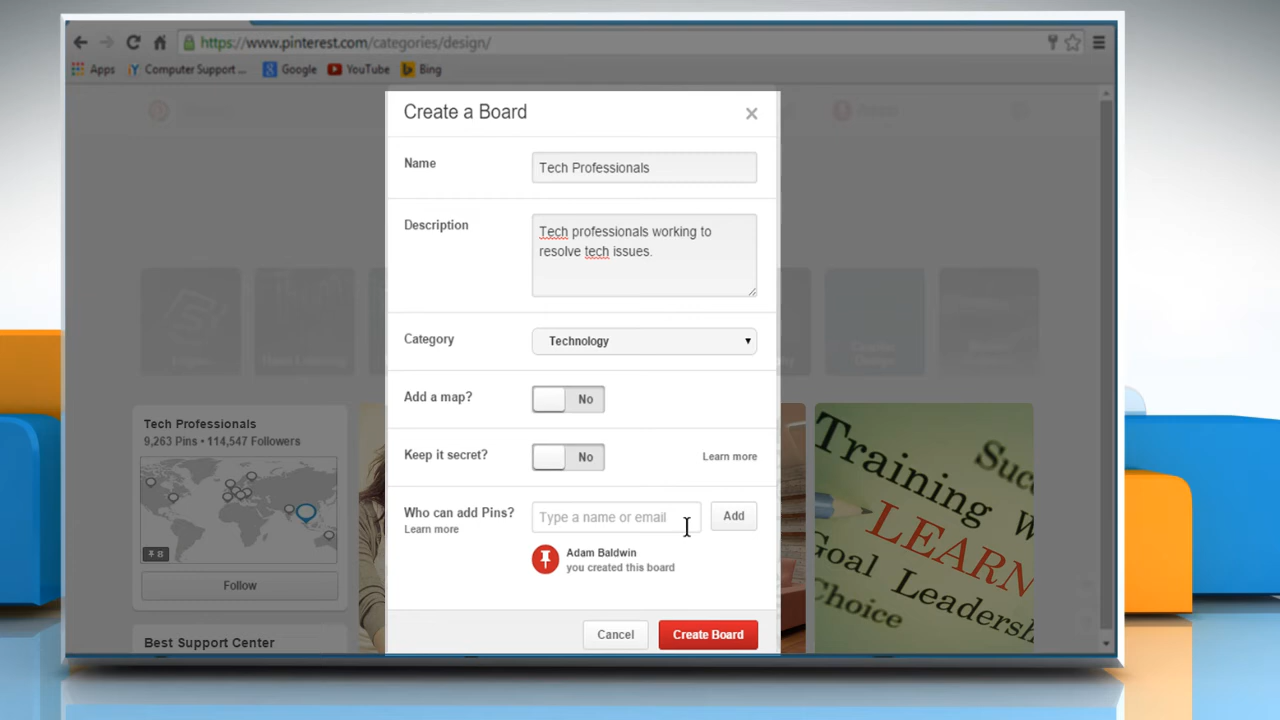 https://www.pinterest.com/categories/design/
Apps
Computer Support ...
Google
YouTube
Bing
Create a Board
Name
Tech Professionals
Description
Tech professionals working to
resolve tech issues.
Category
Technology
Add a map?
No
Keep it secret?
No
Learn more
Who can add Pins?
Learn more
Type a name or email
Add
Adam Baldwin
you created this board
Cancel
Create Board
Tech Professionals
9,263 Pins • 114,547 Followers
8
Follow
Best Support Center
Training
LEARN
Goal Leadersh
Choice